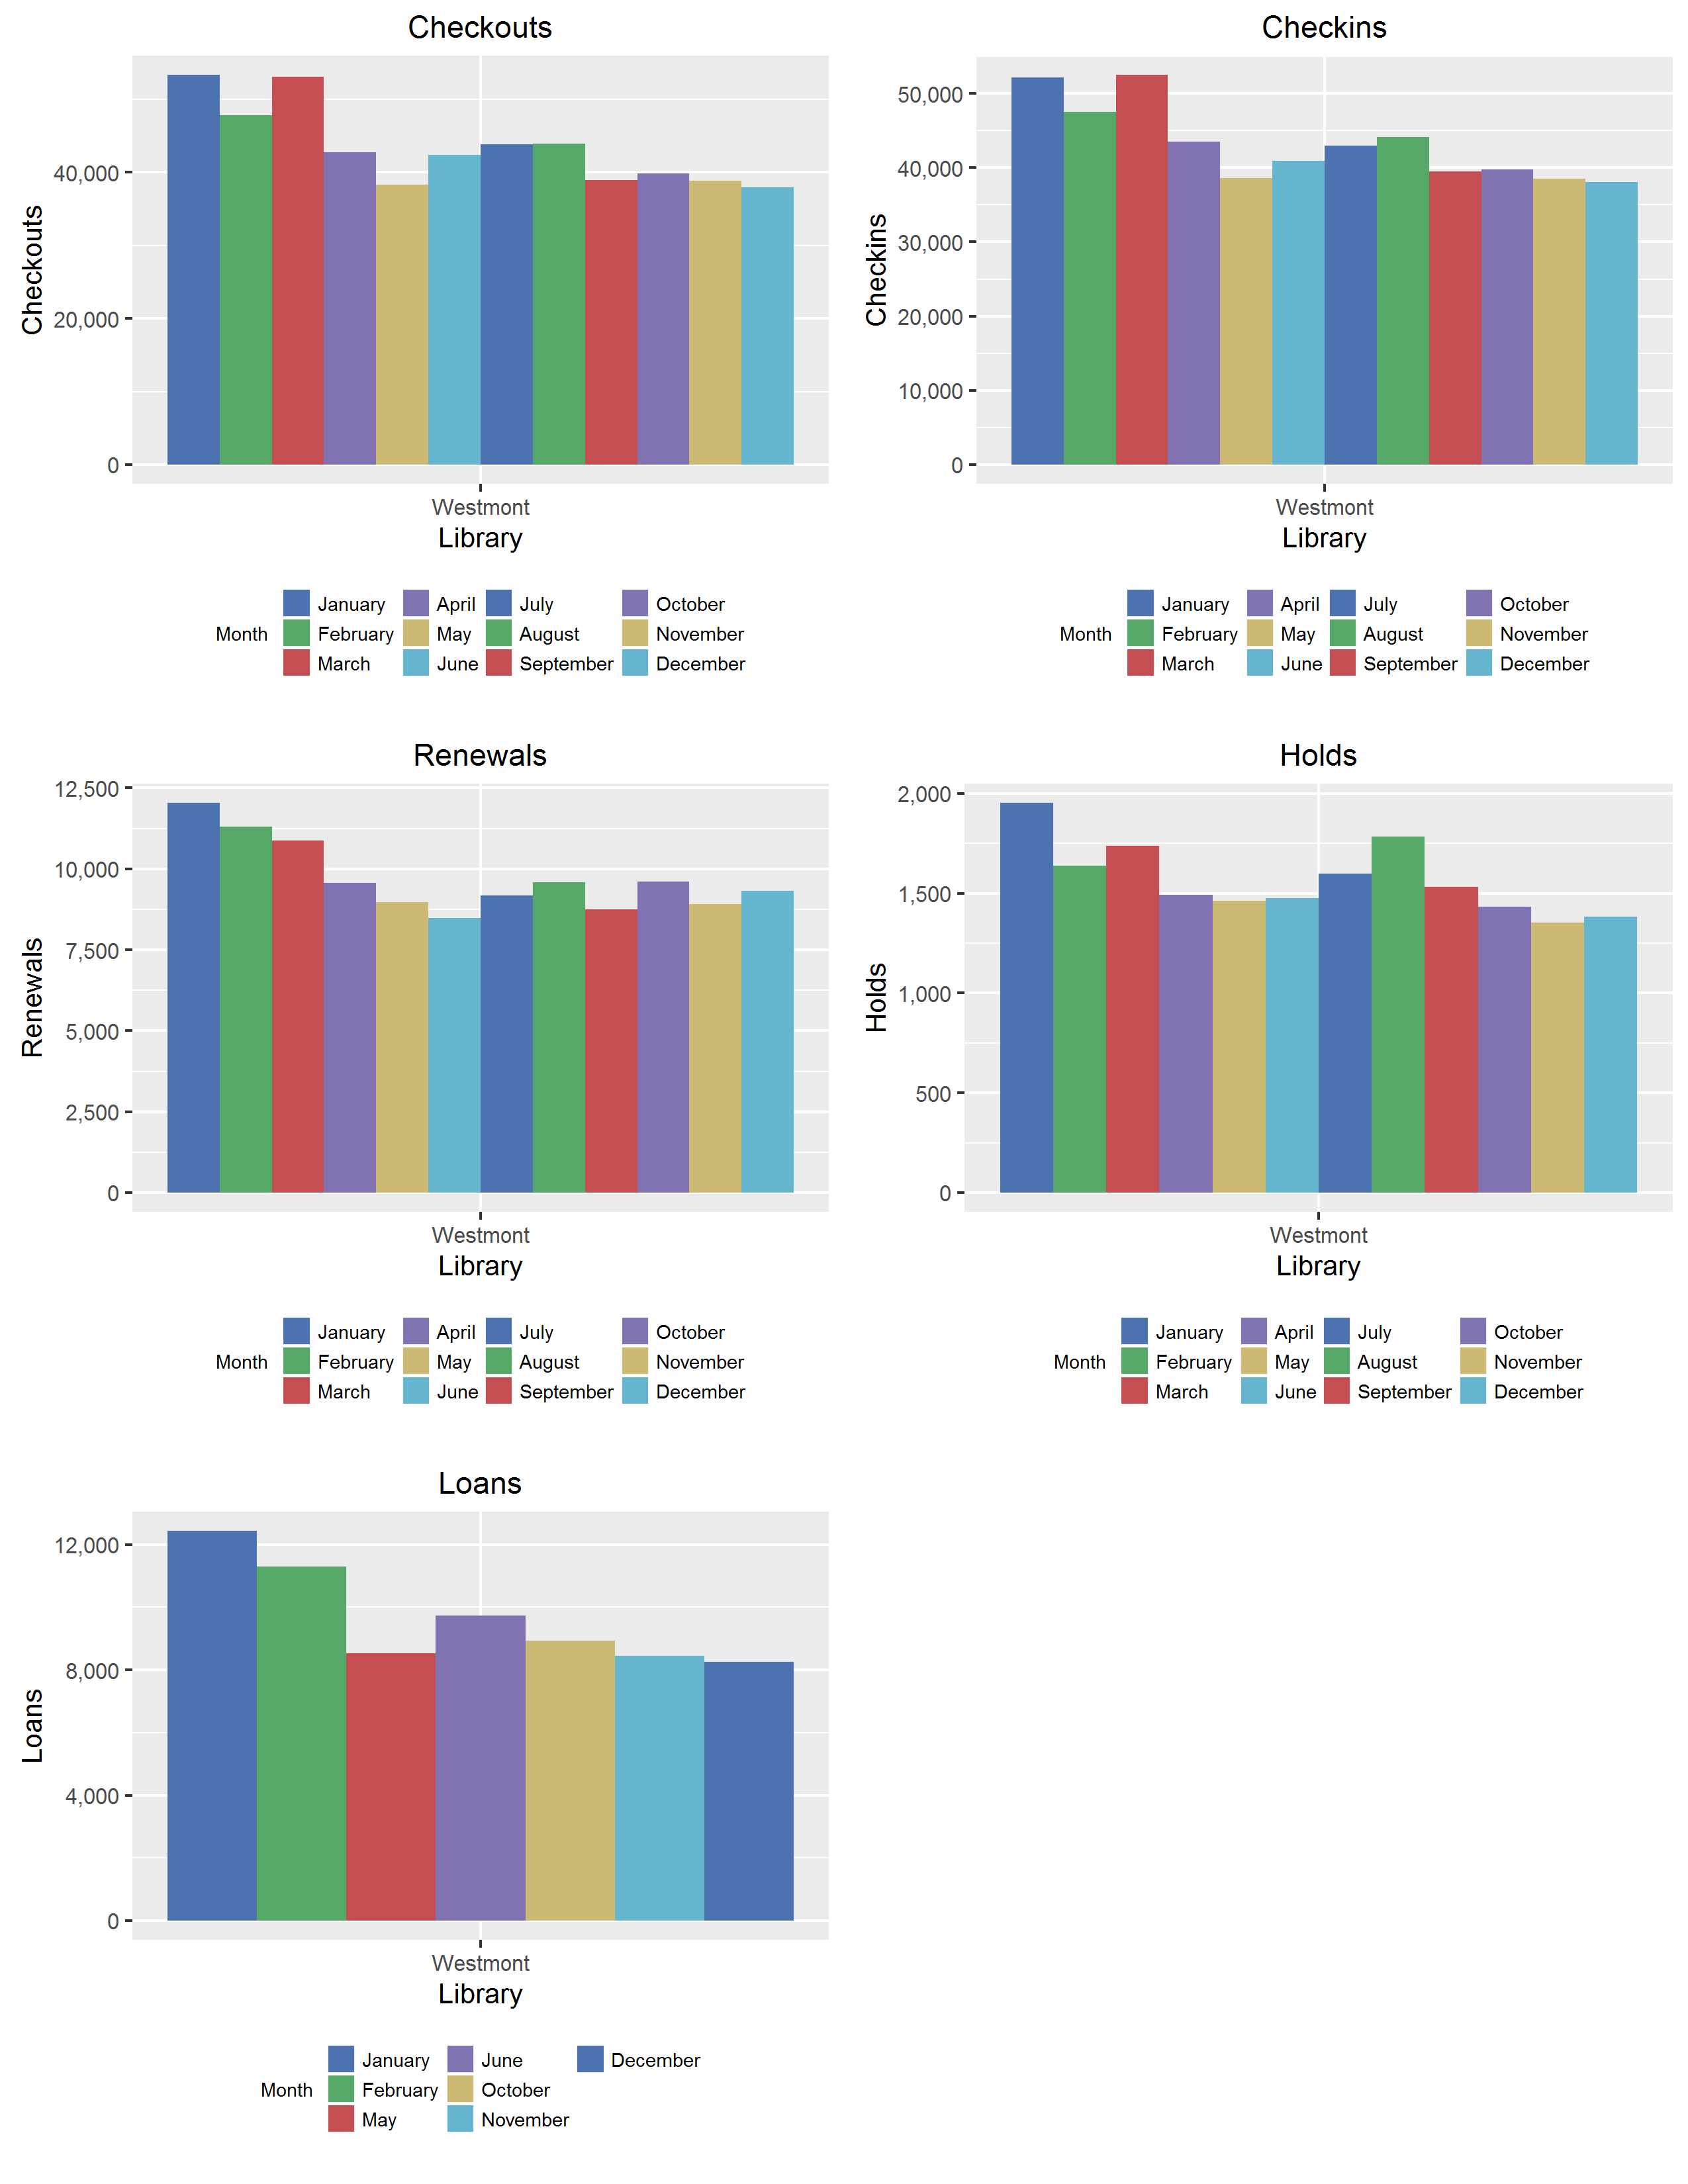 Checkouts
Checkouts
40,000
20,000
0
Westmont
Library
Month
January April July October
February May August November
March June September December
Checkins
Checkins
50,000
40,000
30,000
20,000
10,000
0
Westmont
Library
Month
January April July October
February May August November
March June September December
Renewals
Renewals
12,500
10,000
7,500
5,000
2,500
0
Westmont
Library
Month
January April July October
February May August November
March June September December
Holds
Holds
2,000
1,500
1,000
500
0
Westmont
Library
Month
January April July October
February May August November
March June September December
Loans
Loans
12,000
8,000
4,000
0
Westmont
Library
Month
January June December
February October
May November